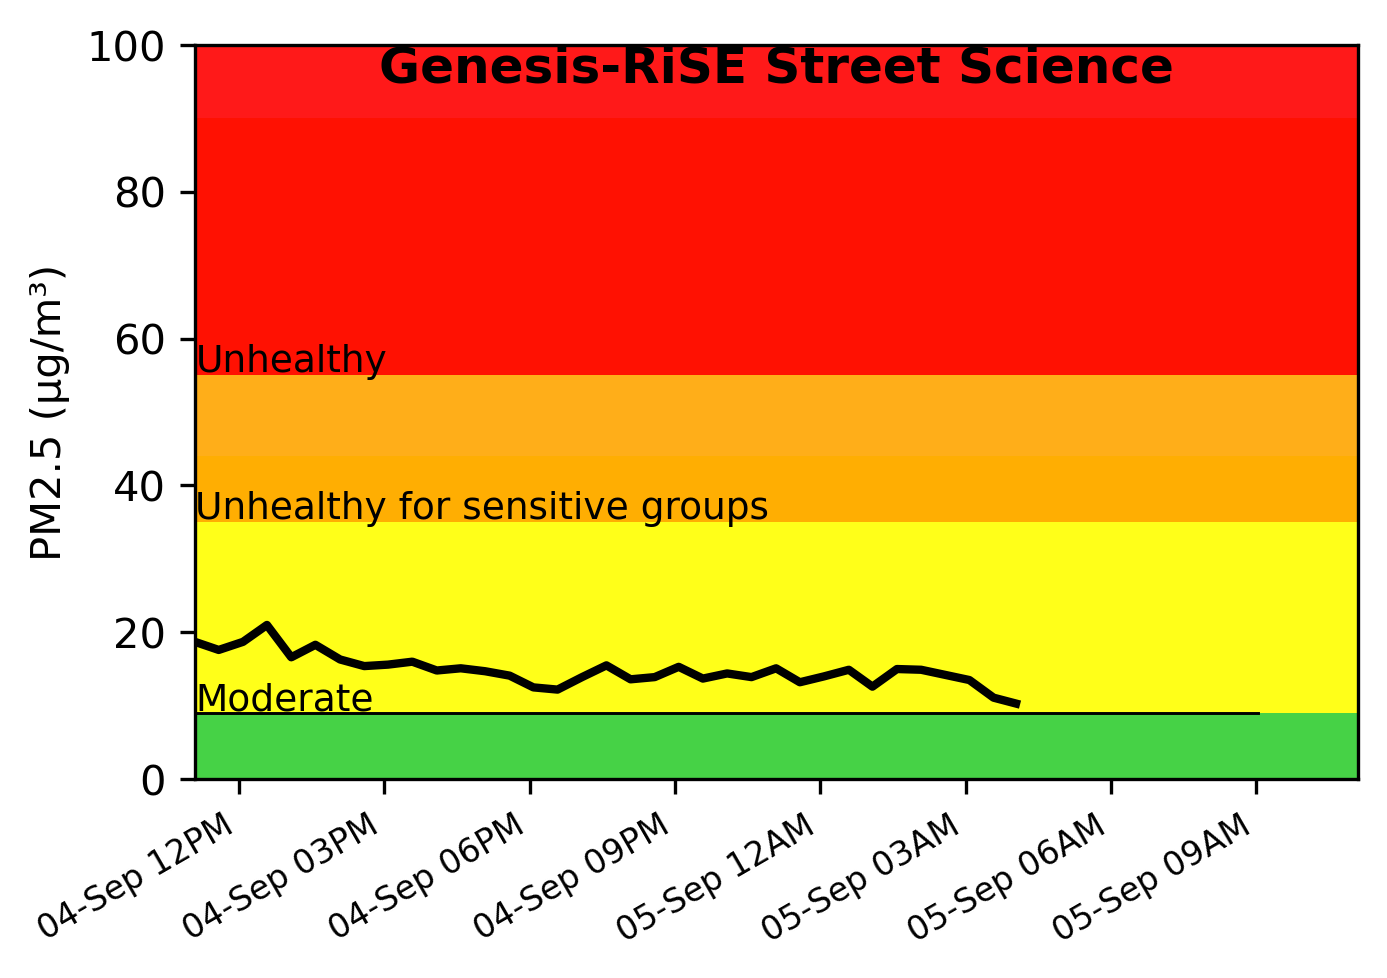 Genesis-RiSE Street Science
100
80
60
40
20
0
PM2.5 (µg/m³)
Unhealthy
Unhealthy for sensitive groups
Moderate
04-Sep 12PM
04-Sep 03PM
04-Sep 06PM
04-Sep 09PM
05-Sep 12AM
05-Sep 03AM
05-Sep 06AM
05-Sep 09AM